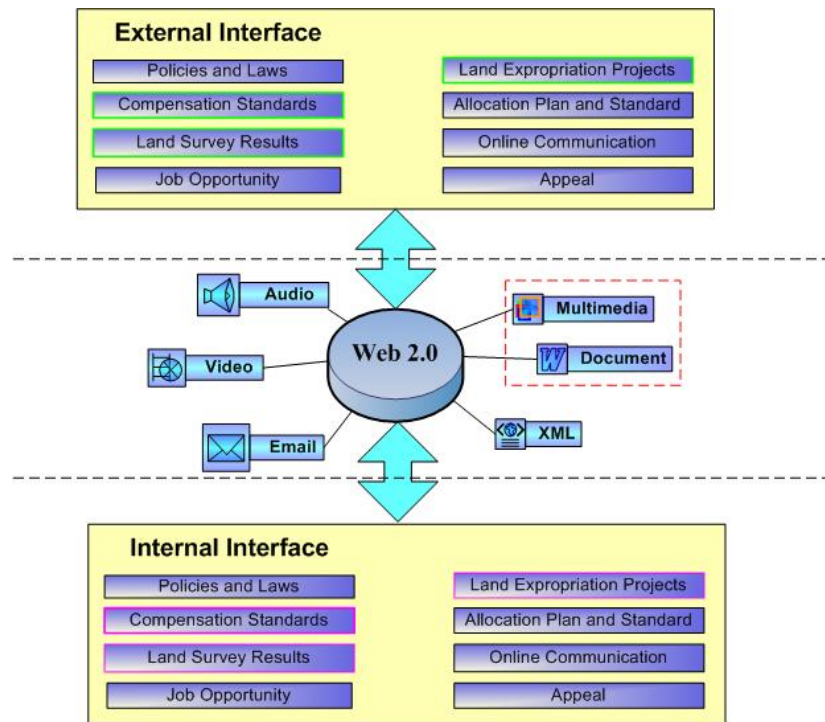 External Interface
Policies and Laws
Land Expropriation Projects
Compensation Standards
Allocation Plan and Standard
Land Survey Results
Online Communication
Job Opportunity
Appeal
Audio
Multimedia
Web 2.0
Video
Document
Email
XML
Internal Interface
Policies and Laws
Land Expropriation Projects
Compensation Standards
Allocation Plan and Standard
Land Survey Results
Online Communication
Job Opportunity
Appeal